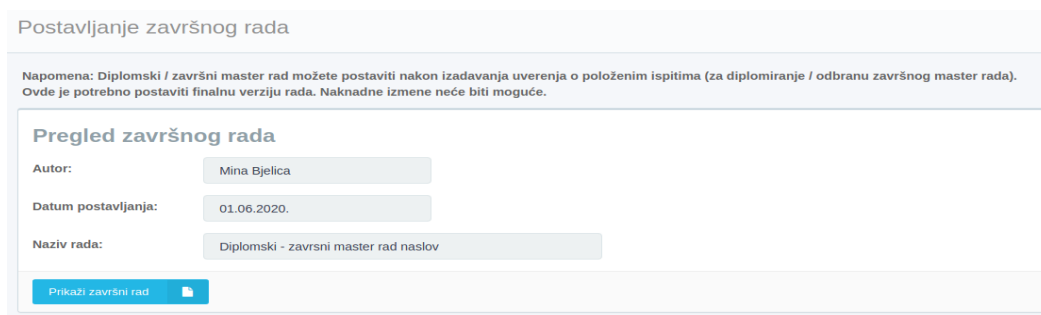 Postavljanje završnog rada
Napomena: Diplomski / završni master rad možete postaviti nakon izadavanja uverenja o položenim ispitima (za diplomiranje / odbranu završnog master rada).
Ovde je potrebno postaviti finalnu verziju rada. Naknadne izmene neće biti moguće.
Pregled završnog rada
Autor: Mina Bjelica
Datum postavljanja: 01.06.2020.
Naziv rada: Diplomski - zavrsni master rad naslov
Prikaži završni rad